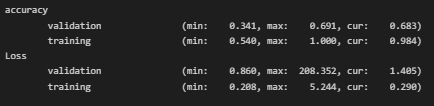 accuracy
validation (min: 0.341, max: 0.691, cur: 0.683)
training (min: 0.540, max: 1.000, cur: 0.984)
Loss
validation (min: 0.860, max: 208.352, cur: 1.405)
training (min: 0.208, max: 5.244, cur: 0.290)